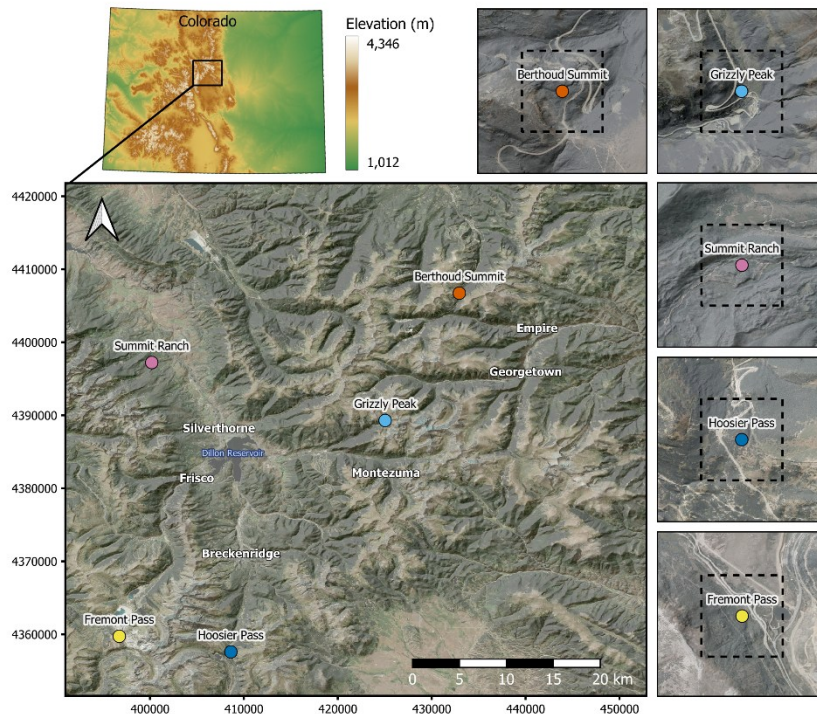 Colorado
Elevation (m)
4,346
1,012
Berthoud Summit
Grizzly Peak
Summit Ranch
Hoosier Pass
Fremont Pass
4420000
4410000
4400000
4390000
4380000
4370000
4360000
Berthoud Summit
Empire
Summit Ranch
Georgetown
Grizzly Peak
Silverthorne
Dillon Reservoir
Montezuma
Frisco
Breckenridge
Fremont Pass
Hoosier Pass
0 5 10 15 20 km
400000 410000 420000 430000 440000 450000